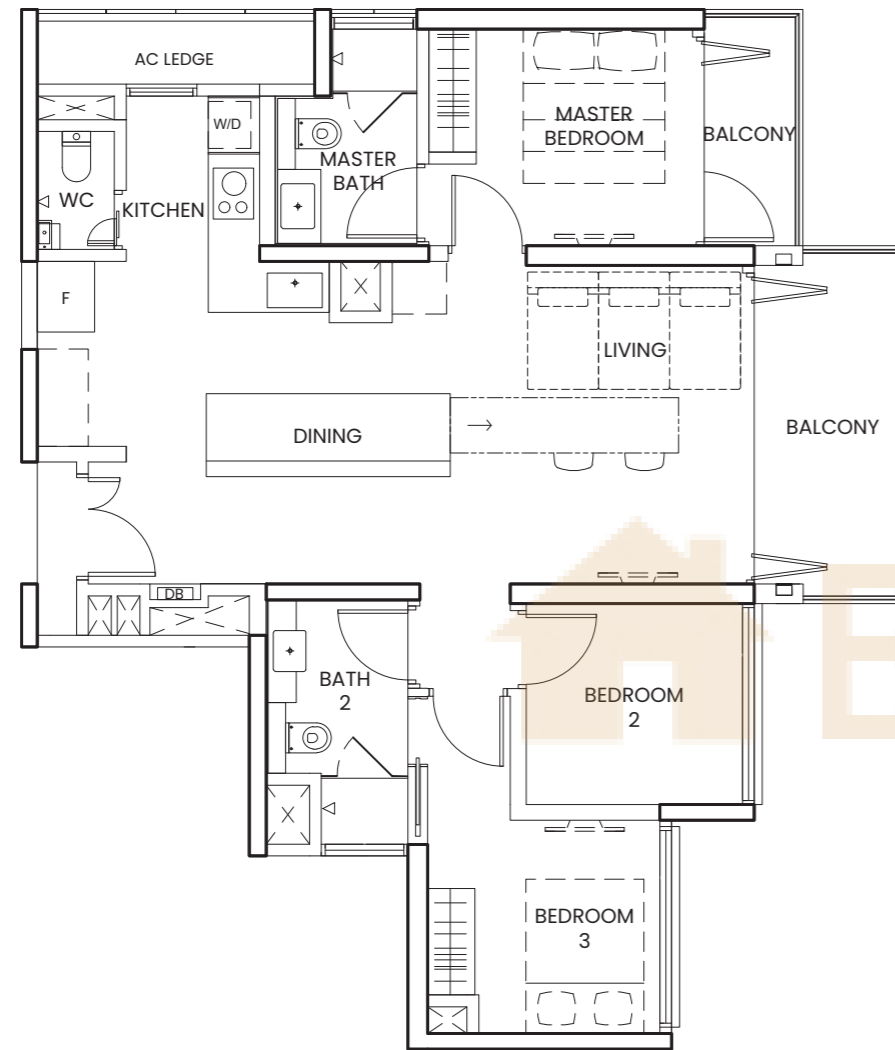 AC LEDGE
W/D
MASTER
BEDROOM
BALCONY
MASTER
BATH
WC
KITCHEN
F
LIVING
DINING
BALCONY
DB
BATH
2
BEDROOM
2
BEDROOM
3
E